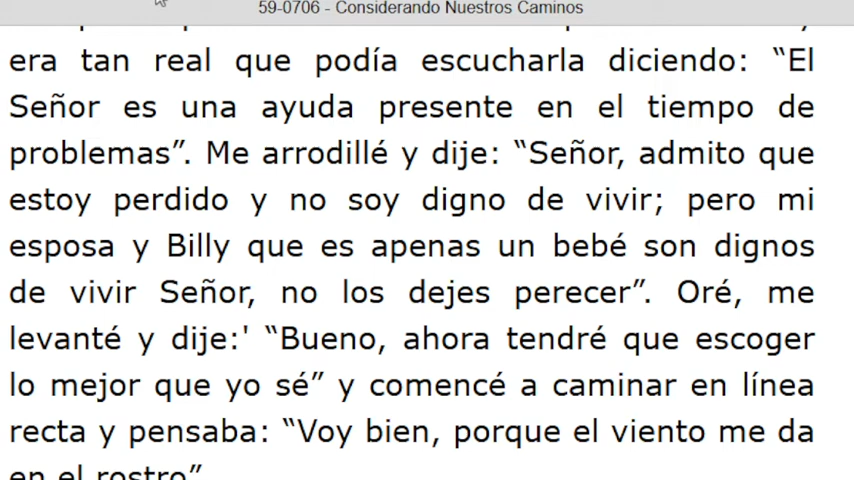 59-0706 - Considerando Nuestros Caminos
era tan real que podía escucharla diciendo: “El
Señor es una ayuda presente en el tiempo de
problemas”. Me arrodillé y dije: “Señor, admito que
estoy perdido y no soy digno de vivir; pero mi
esposa y Billy que es apenas un bebé son dignos
de vivir Señor, no los dejes perecer”. Oré, me
levanté y dije:' “Bueno, ahora tendré que escoger
lo mejor que yo sé” y comencé a caminar en línea
recta y pensaba: “Voy bien, porque el viento me da
en el rostro”